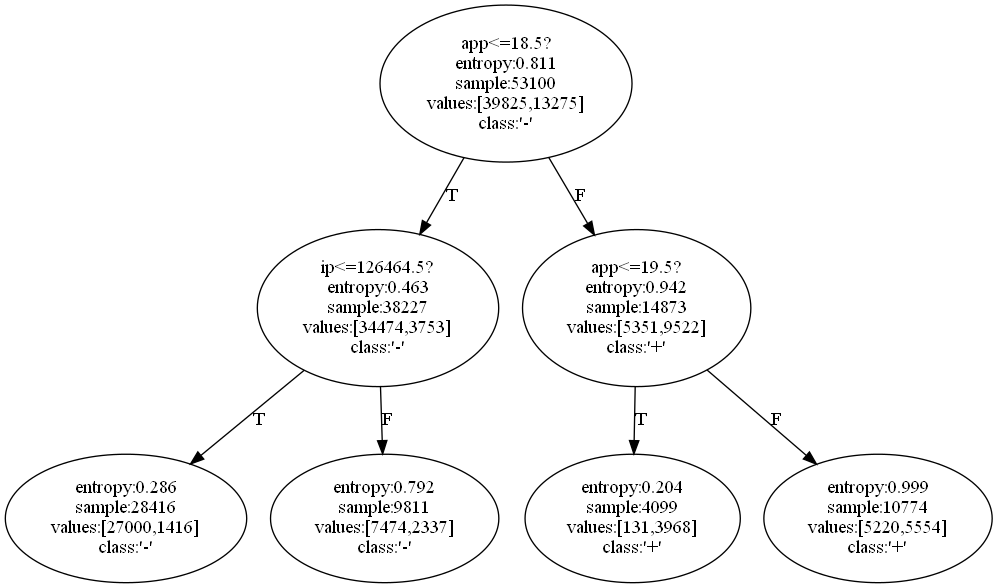 app<=18.5?
entropy:0.811
sample:53100
values:[39825,13275]
class:'-'
T
F
ip<=126464.5?
entropy:0.463
sample:38227
values:[34474,3753]
class:'-'
app<=19.5?
entropy:0.942
sample:14873
values:[5351,9522]
class:'+'
T
F
T
F
entropy:0.286
sample:28416
values:[27000,1416]
class:'-'
entropy:0.792
sample:9811
values:[7474,2337]
class:'-'
entropy:0.204
sample:4099
values:[131,3968]
class:'+'
entropy:0.999
sample:10774
values:[5220,5554]
class:'+'